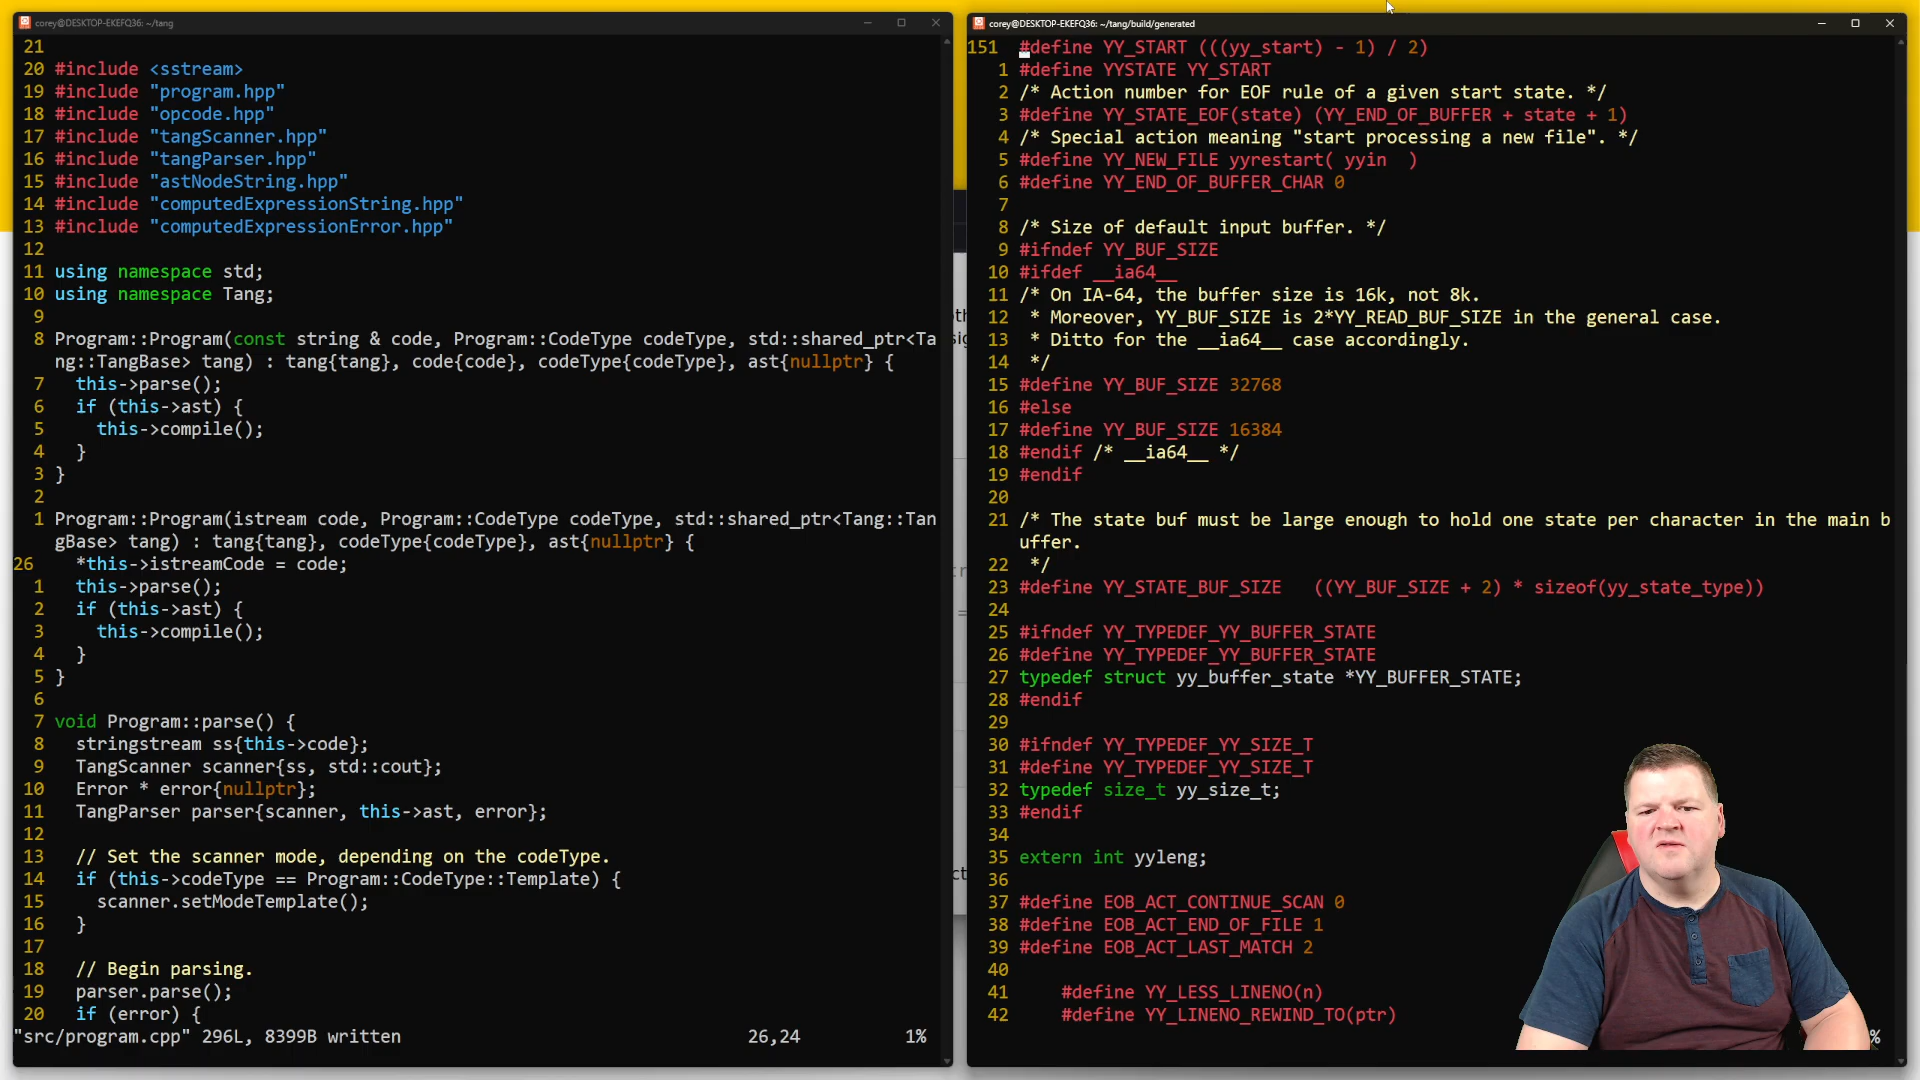 corey@DESKTOP-EKEFQ36: ~/tang
21
20 #include <sstream>
19 #include "program.hpp"
18 #include "opcode.hpp"
17 #include "tangScanner.hpp"
16 #include "tangParser.hpp"
15 #include "astNodeString.hpp"
14 #include "computedExpressionString.hpp"
13 #include "computedExpressionError.hpp"
12
11 using namespace std;
10 using namespace Tang;
9
8 Program::Program(const string & code, Program::CodeType codeType, std::shared_ptr<Ta
ng::TangBase> tang) : tang{tang}, code{code}, codeType{codeType}, ast{nullptr} {
7   this->parse();
6   if (this->ast) {
5     this->compile();
4   }
3 }
2
1 Program::Program(istream code, Program::CodeType codeType, std::shared_ptr<Tang::Tan
gBase> tang) : tang{tang}, codeType{codeType}, ast{nullptr} {
26   *this->istreamCode = code;
1   this->parse();
2   if (this->ast) {
3     this->compile();
4   }
5 }
6
7 void Program::parse() {
8   stringstream ss{this->code};
9   TangScanner scanner{ss, std::cout};
10   Error * error{nullptr};
11   TangParser parser{scanner, this->ast, error};
12
13   // Set the scanner mode, depending on the codeType.
14   if (this->codeType == Program::CodeType::Template) {
15     scanner.setModeTemplate();
16   }
17
18   // Begin parsing.
19   parser.parse();
20   if (error) {
"src/program.cpp" 296L, 8399B written 26,24 1%
corey@DESKTOP-EKEFQ36: ~/tang/build/generated
151 #define YY_START (((yy_start) - 1) / 2)
1 #define YYSTATE YY_START
2 /* Action number for EOF rule of a given start state. */
3 #define YY_STATE_EOF(state) (YY_END_OF_BUFFER + state + 1)
4 /* Special action meaning "start processing a new file". */
5 #define YY_NEW_FILE yyrestart( yyin  )
6 #define YY_END_OF_BUFFER_CHAR 0
7
8 /* Size of default input buffer. */
9 #ifndef YY_BUF_SIZE
10 #ifdef __ia64__
11 /* On IA-64, the buffer size is 16k, not 8k.
12  * Moreover, YY_BUF_SIZE is 2*YY_READ_BUF_SIZE in the general case.
13  * Ditto for the __ia64__ case accordingly.
14  */
15 #define YY_BUF_SIZE 32768
16 #else
17 #define YY_BUF_SIZE 16384
18 #endif /* __ia64__ */
19 #endif
20
21 /* The state buf must be large enough to hold one state per character in the main b
uffer.
22  */
23 #define YY_STATE_BUF_SIZE   ((YY_BUF_SIZE + 2) * sizeof(yy_state_type))
24
25 #ifndef YY_TYPEDEF_YY_BUFFER_STATE
26 #define YY_TYPEDEF_YY_BUFFER_STATE
27 typedef struct yy_buffer_state *YY_BUFFER_STATE;
28 #endif
29
30 #ifndef YY_TYPEDEF_YY_SIZE_T
31 #define YY_TYPEDEF_YY_SIZE_T
32 typedef size_t yy_size_t;
33 #endif
34
35 extern int yyleng;
36
37 #define EOB_ACT_CONTINUE_SCAN 0
38 #define EOB_ACT_END_OF_FILE 1
39 #define EOB_ACT_LAST_MATCH 2
40
41     #define YY_LESS_LINENO(n)
42     #define YY_LINENO_REWIND_TO(ptr)
%